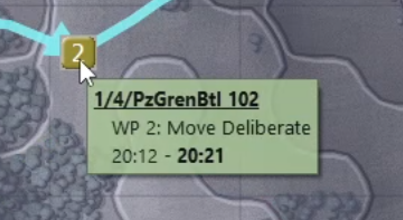 2
1/4/PzGrenBtl 102
WP 2: Move Deliberate
20:12 - 20:21